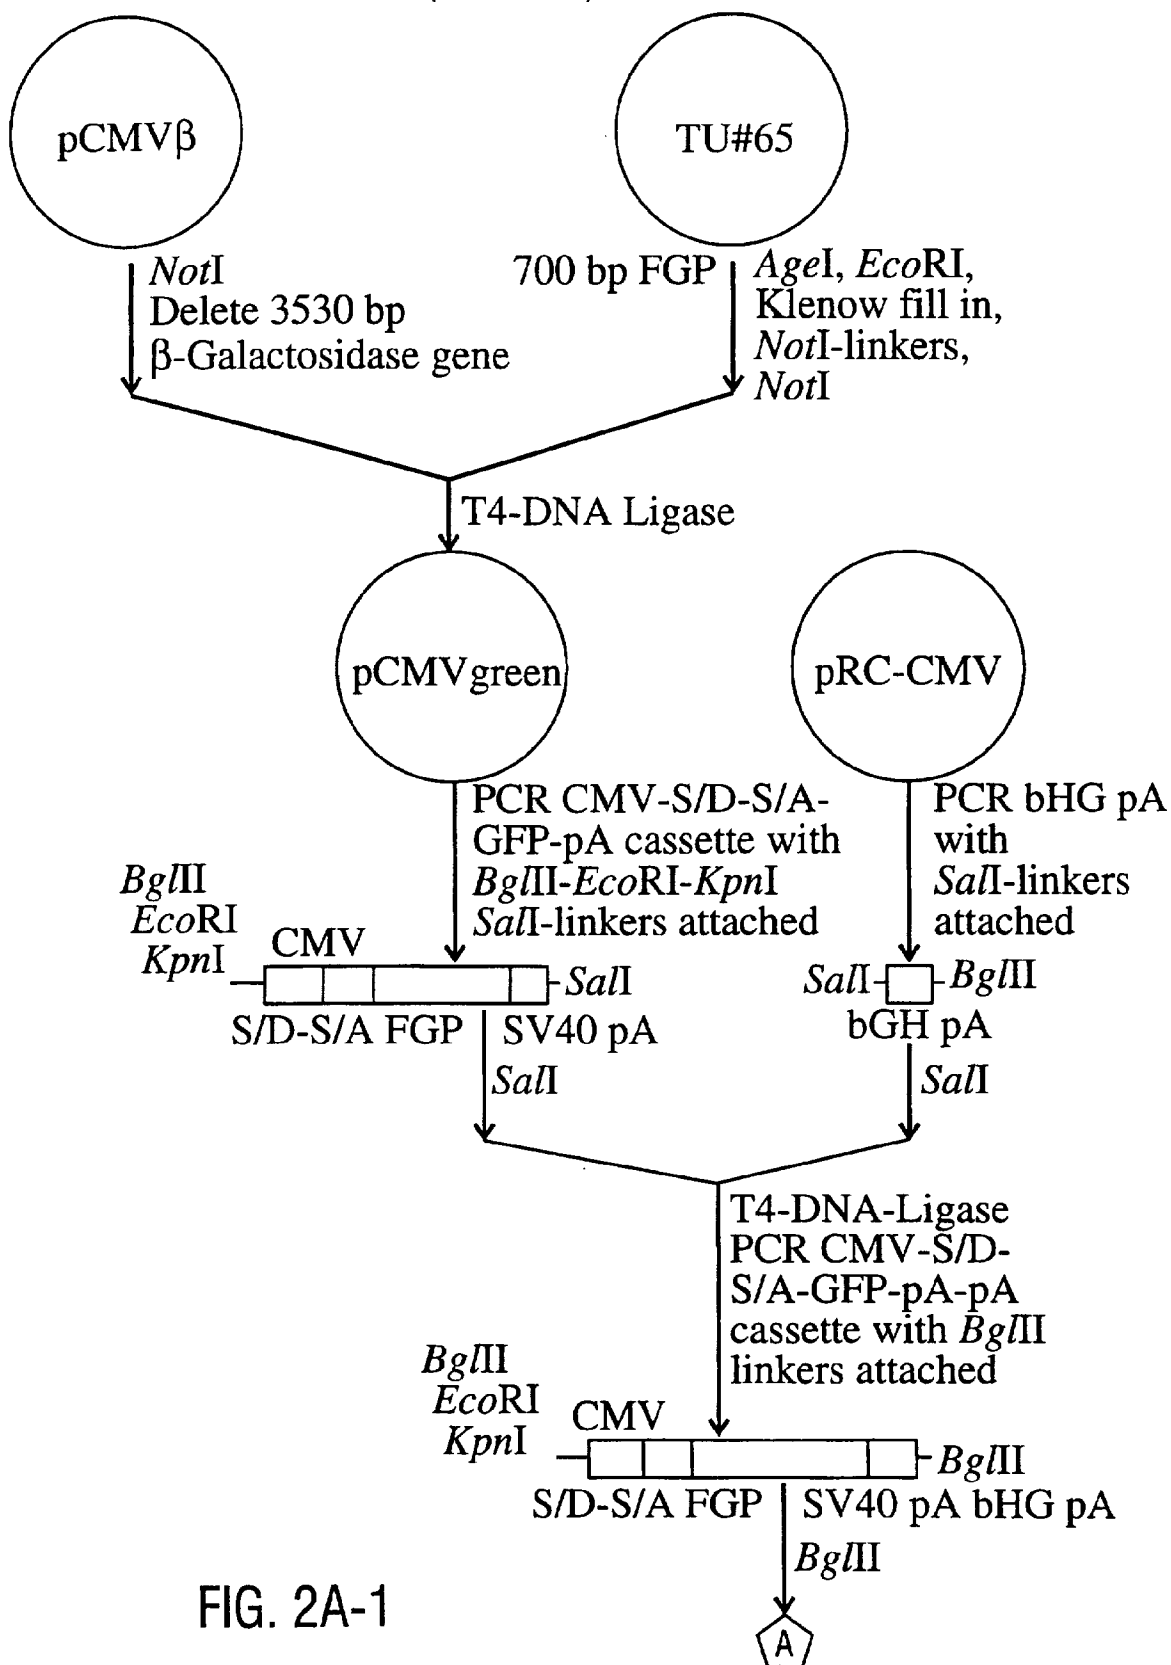 pCMVβ
TU#65
NotI
Delete 3530 bp
β-Galactosidase gene
700 bp FGP
AgeI, EcoRI,
Klenow fill in,
NotI-linkers,
NotI
T4-DNA Ligase
pCMVgreen
pRC-CMV
PCR CMV-S/D-S/A-
GFP-pA cassette with
BglII-EcoRI-KpnI
SalI-linkers attached
PCR bHG pA
with
SalI-linkers
attached
BglII
EcoRI
KpnI
CMV
SalI
S/D-S/A FGP
SV40 pA
SalI
BglII
bGH pA
SalI
SalI
T4-DNA-Ligase
PCR CMV-S/D-
S/A-GFP-pA-pA
cassette with BglII
linkers attached
BglII
EcoRI
KpnI
CMV
BglII
S/D-S/A FGP
SV40 pA bHG pA
BglII
A
FIG. 2A-1